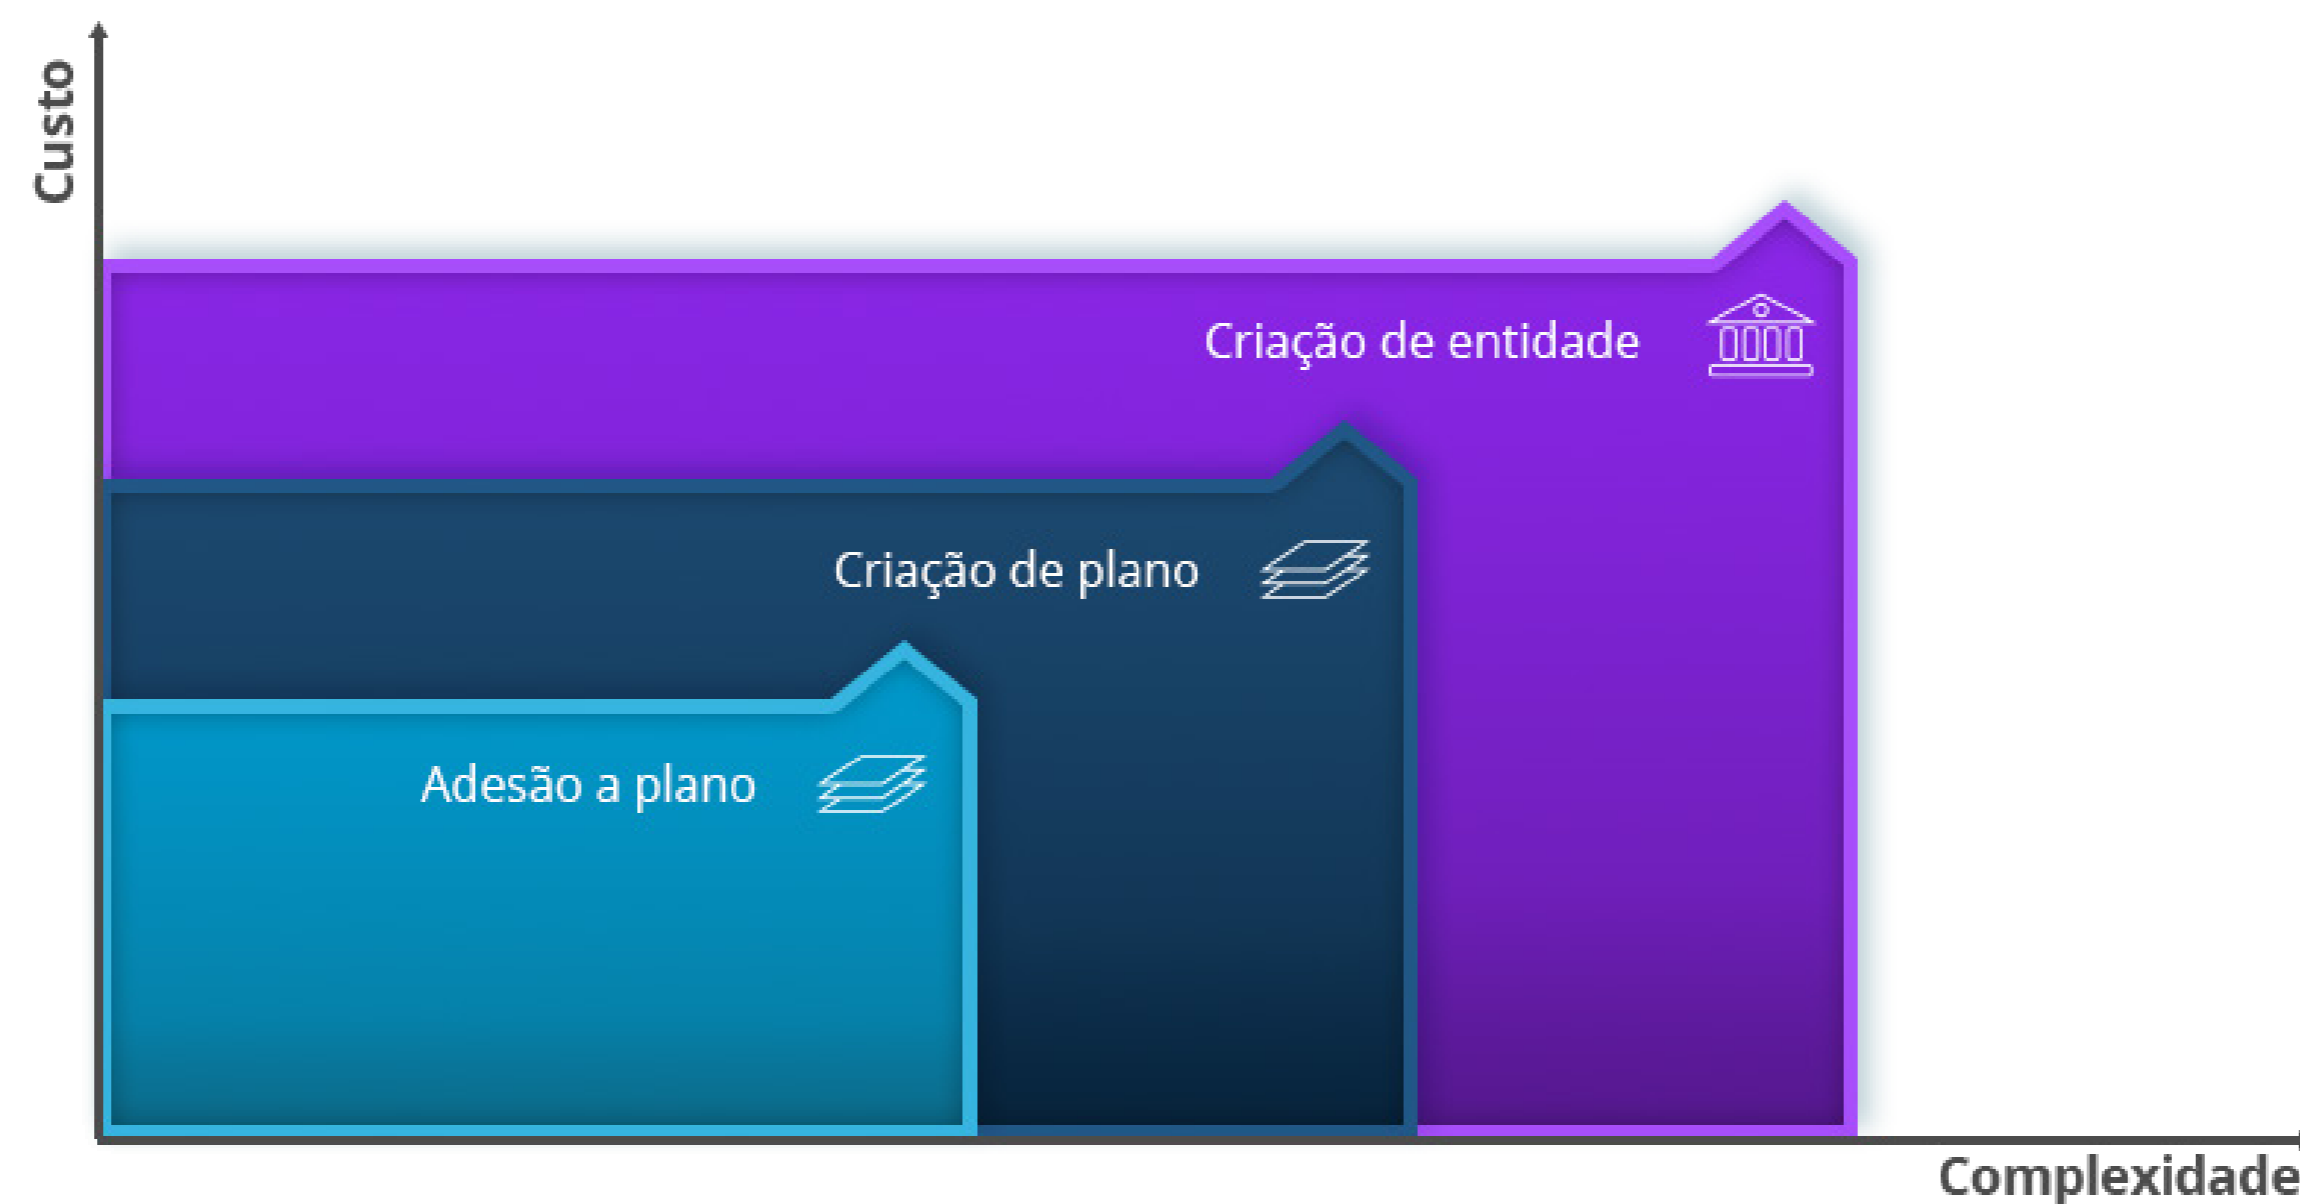 Custo
Criação de entidade
Criação de plano
Adesão a plano
Complexidade